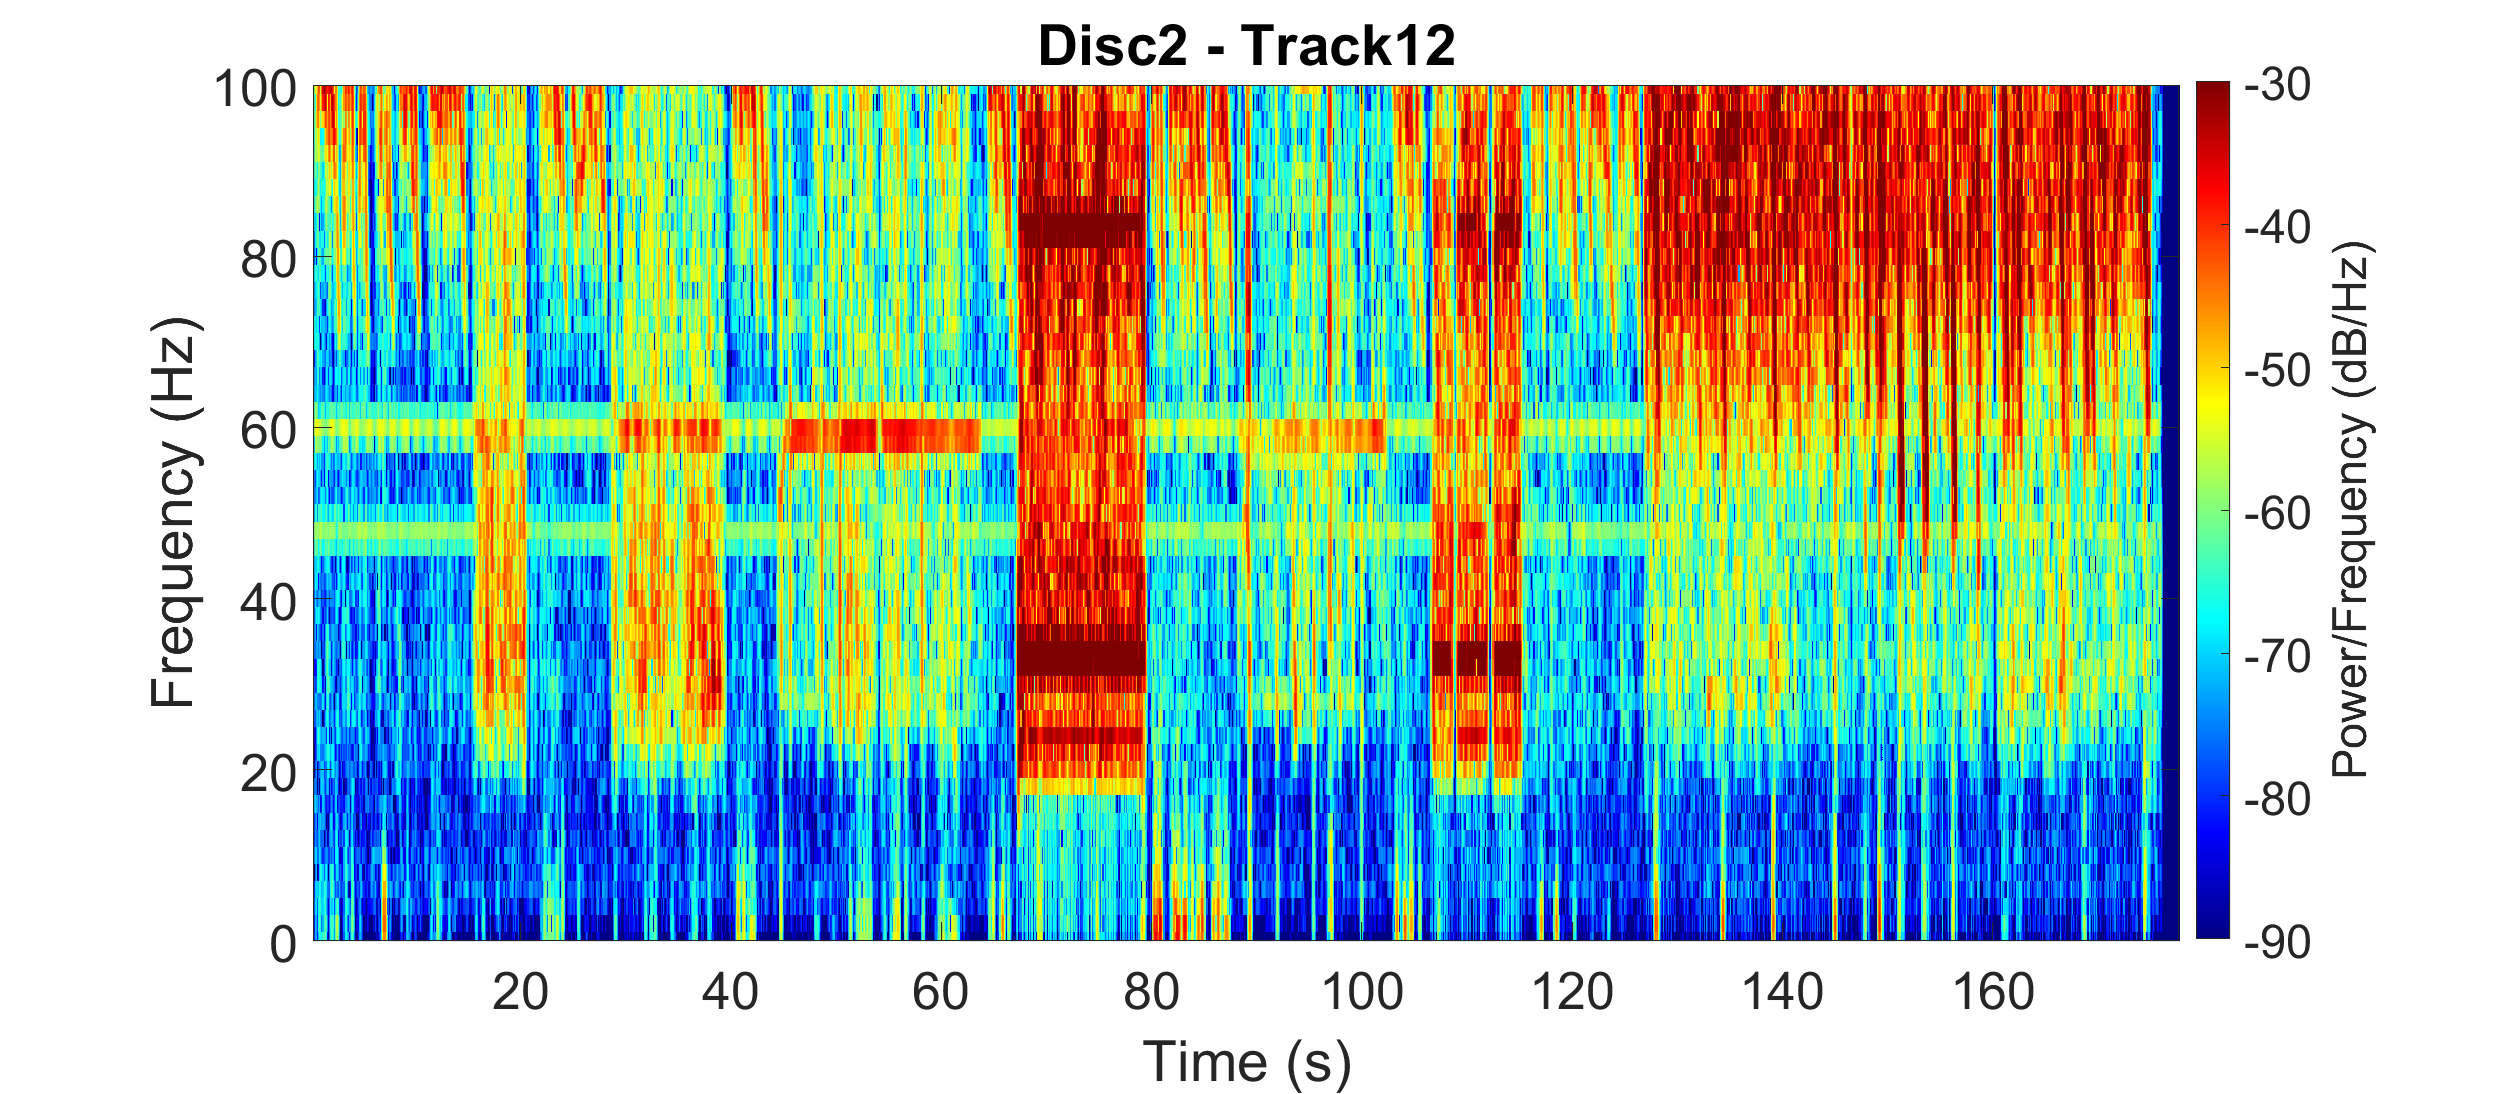 Disc2 - Track12
100
80
60
40
20
0
Frequency (Hz)
20 40 60 80 100 120 140 160
Time (s)
-30
-40
-50
-60
-70
-80
-90
Power/Frequency (dB/Hz)